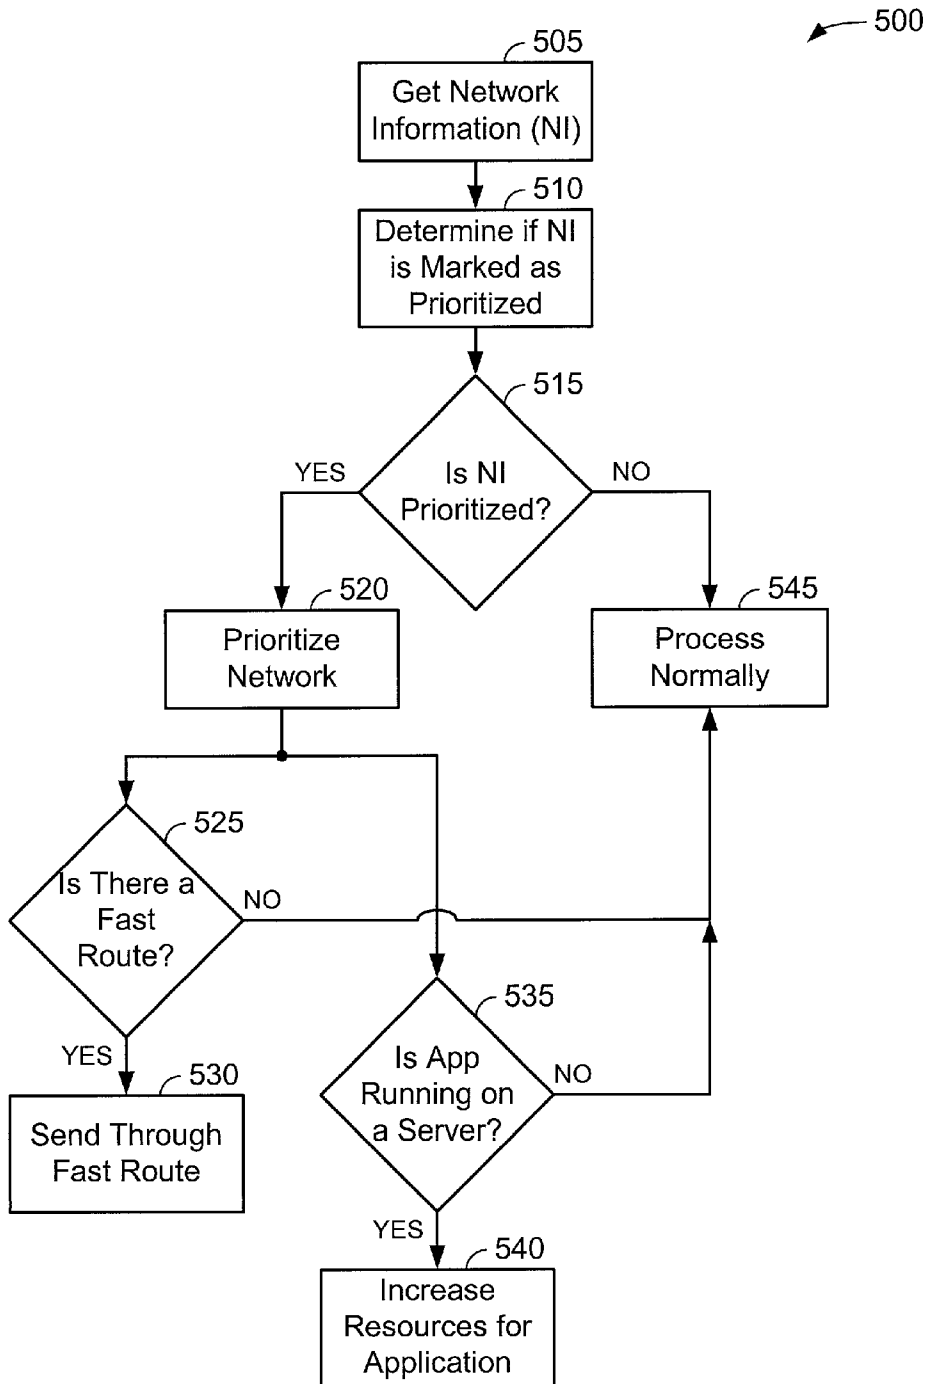 500
505
Get Network
Information (NI)
510
Determine if NI
is Marked as
Prioritized
515
Is NI
Prioritized?
YES
NO
520
Prioritize
Network
545
Process
Normally
525
Is There a
Fast
Route?
NO
YES
530
Send Through
Fast Route
535
Is App
Running on
a Server?
NO
YES
540
Increase
Resources for
Application